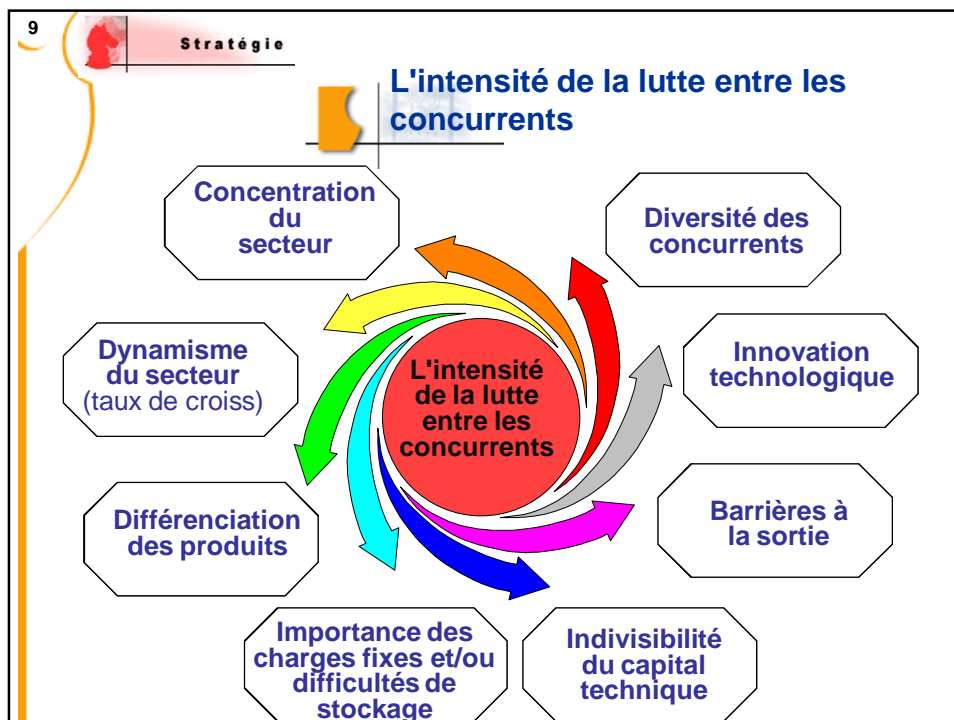 9
Stratégie
L'intensité de la lutte entre les
concurrents
Concentration
du
secteur
Diversité des
concurrents
Dynamisme
du secteur
(taux de croiss)
L'intensité
de la lutte
entre les
concurrents
Innovation
technologique
Différenciation
des produits
Barrières à
la sortie
Importance des
charges fixes et/ou
difficultés de
stockage
Indivisibilité
du capital
technique